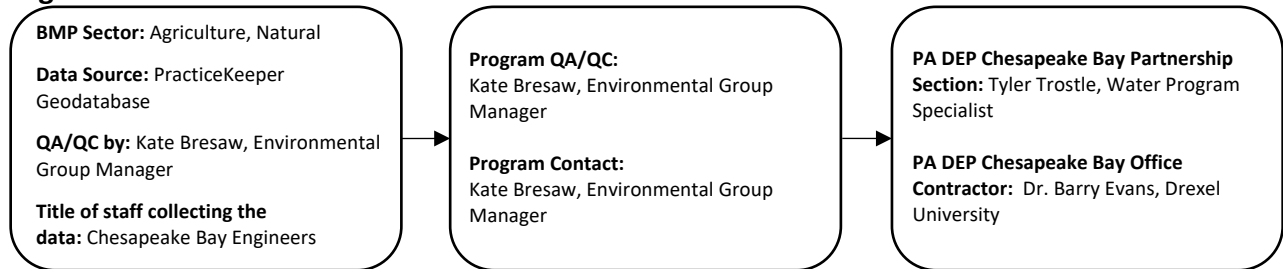 BMP Sector: Agriculture, Natural
Data Source: PracticeKeeper
Geodatabase
QA/QC by: Kate Bresaw, Environmental
Group Manager
Title of staff collecting the
data: Chesapeake Bay Engineers
Program QA/QC:
Kate Bresaw, Environmental Group
Manager
Program Contact:
Kate Bresaw, Environmental Group
Manager
PA DEP Chesapeake Bay Partnership
Section: Tyler Trostle, Water Program
Specialist
PA DEP Chesapeake Bay Office
Contractor: Dr. Barry Evans, Drexel
University